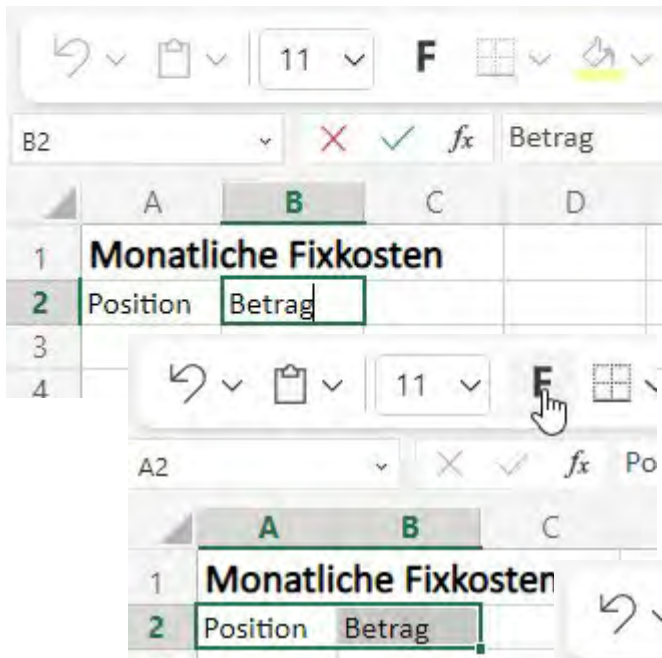 11 F
B2 fx Betrag
A B C D
1 Monatliche Fixkosten
2 Position Betrag
3
4
11 F
A2 fx Po
A B C
1 Monatliche Fixkosten
2 Position Betrag